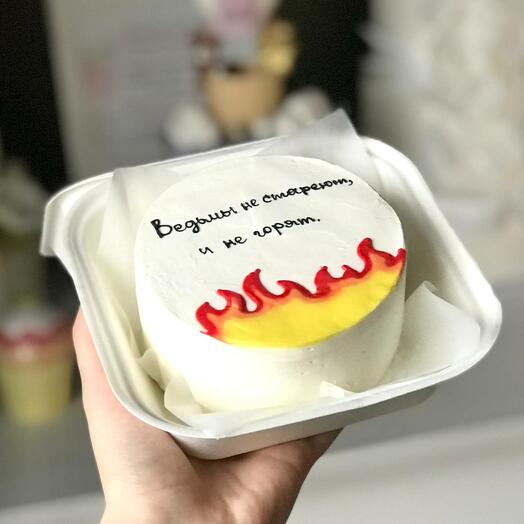 Ведьмы не стареют,
и не горят.